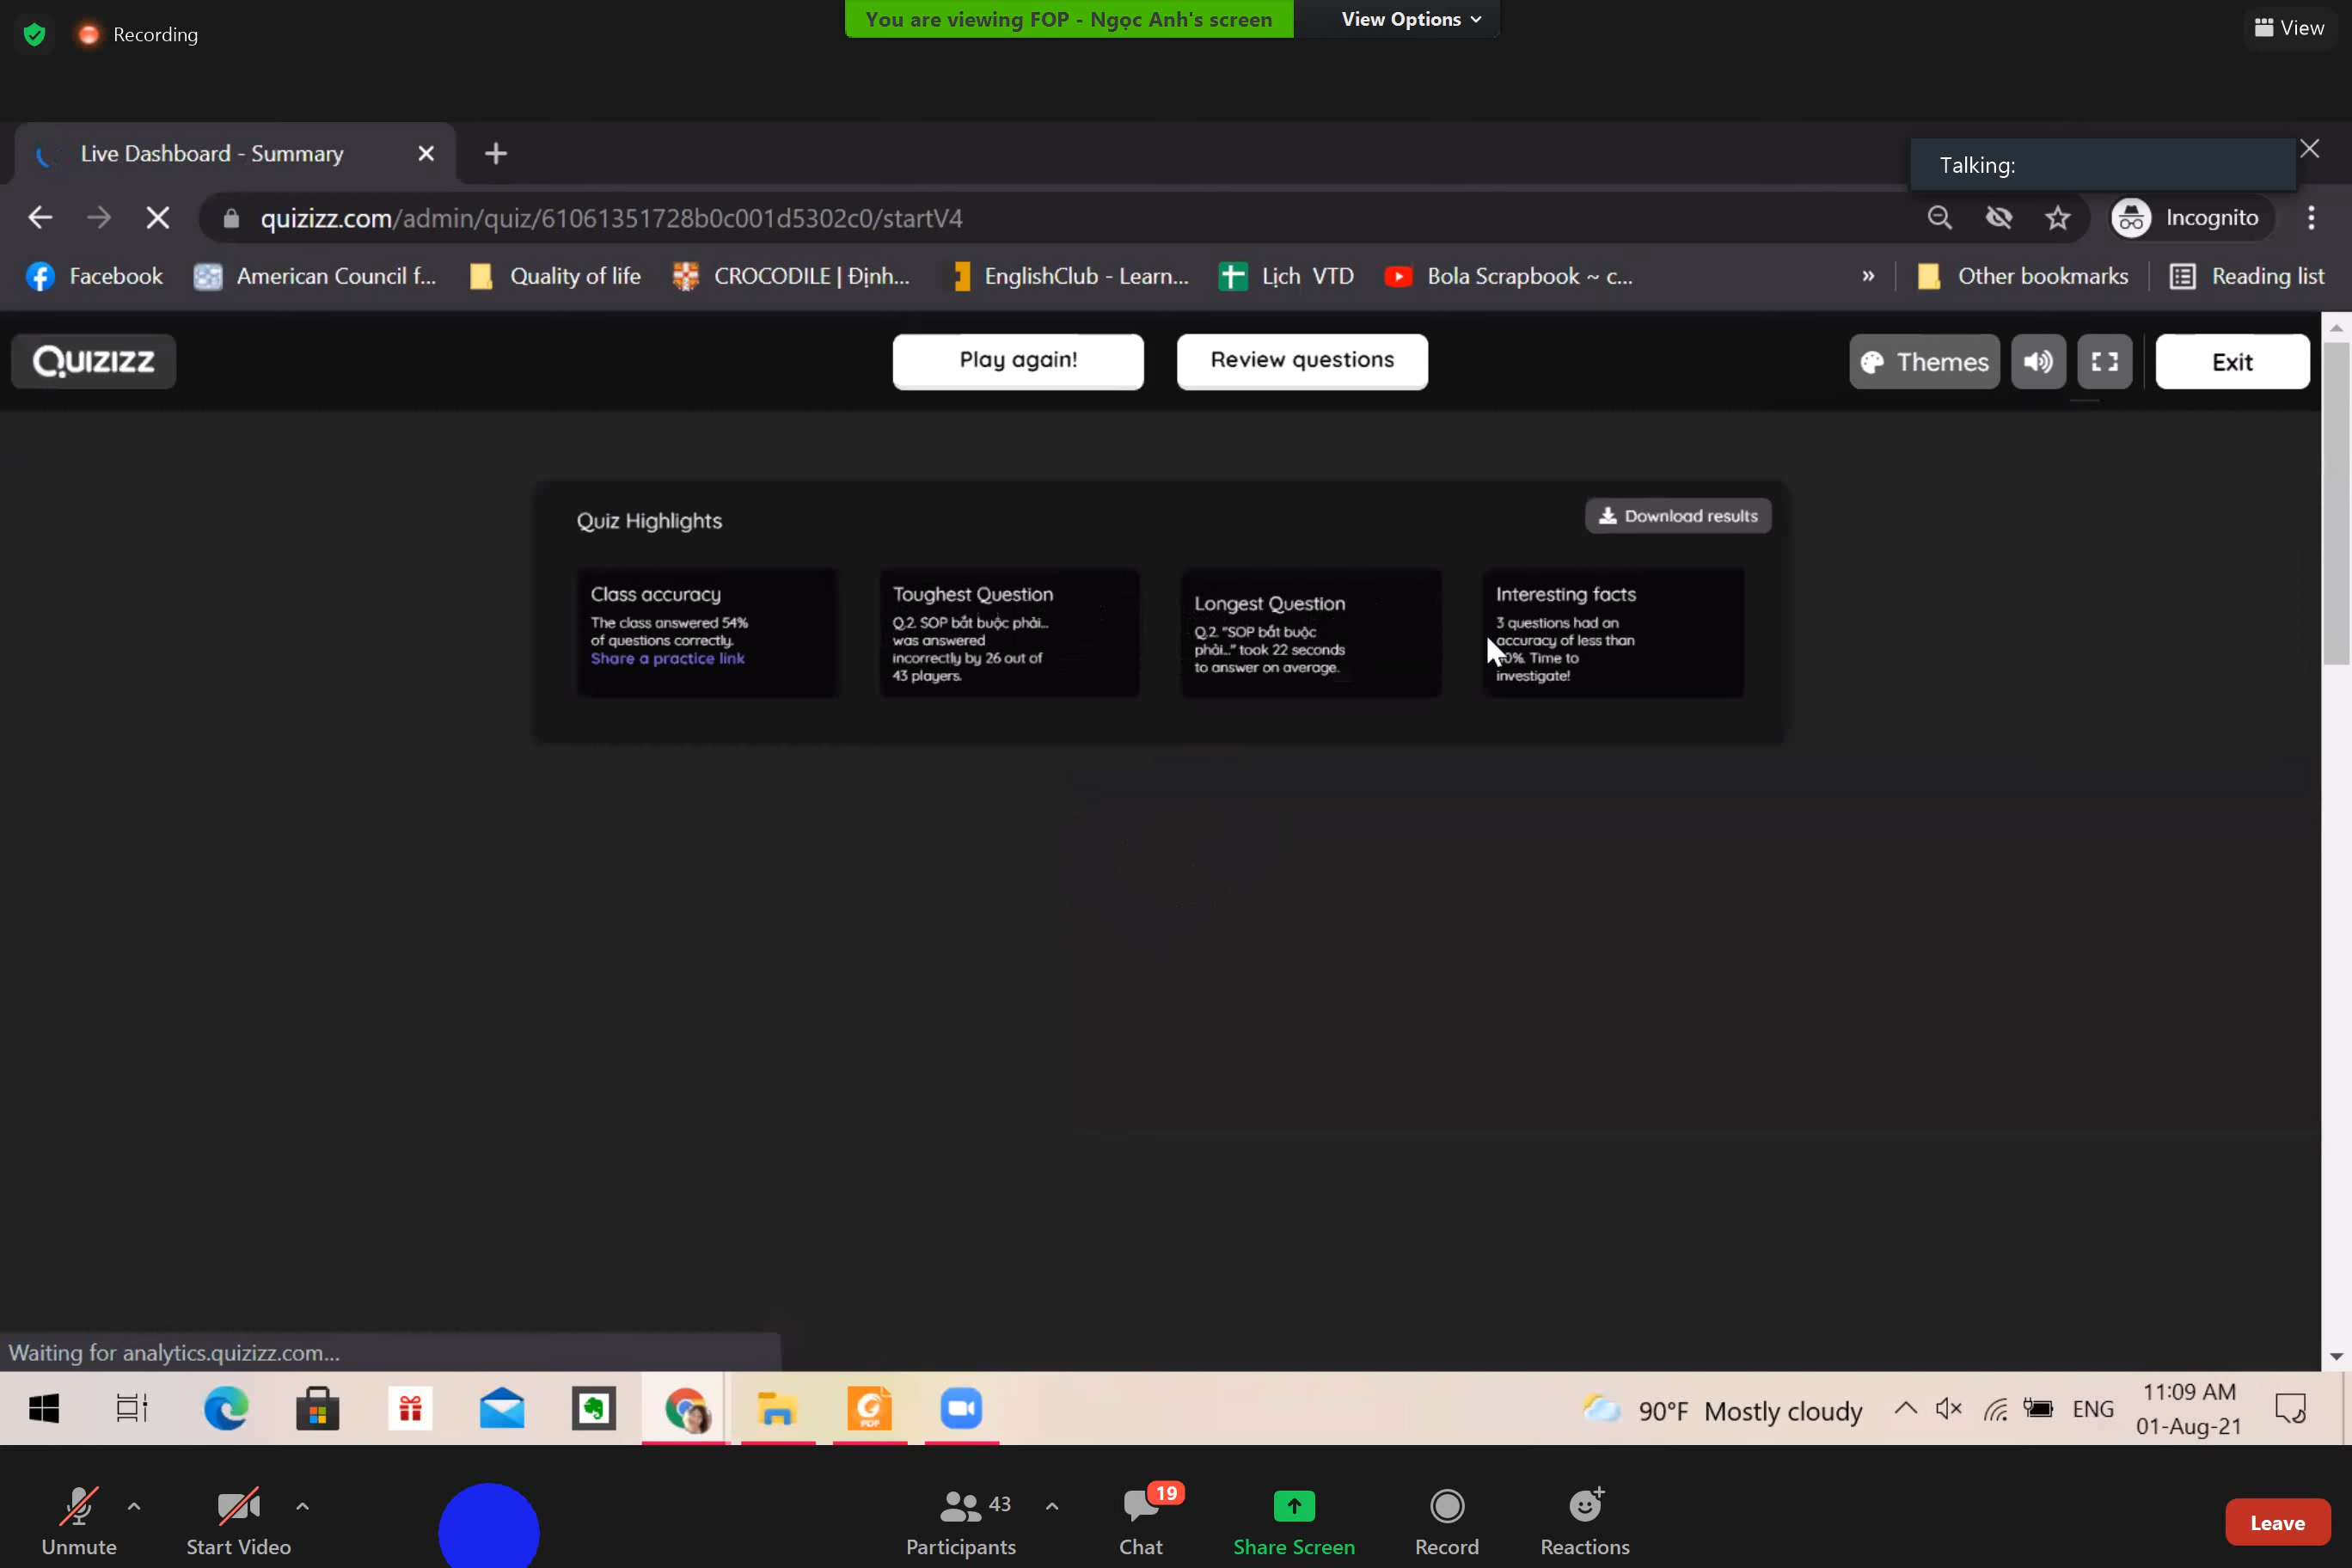 Recording
You are viewing FOP - Ngọc Anh's screen
View Options
View
Live Dashboard - Summary
Talking:
quizizz.com/admin/quiz/61061351728b0c001d5302c0/startV4
Incognito
Facebook
American Council f...
Quality of life
CROCODILE | Định...
EnglishClub - Learn...
Lịch VTD
Bola Scrapbook ~ c...
»
Other bookmarks
Reading list
QUIZIZZ
Play again!
Review questions
Themes
Exit
Quiz Highlights
Download results
Class accuracy
The class answered 54%
of questions correctly.
Share a practice link
Toughest Question
Q.2. SOP bắt buộc phải...
was answered
incorrectly by 26 out of
43 players.
Longest Question
Q.2. "SOP bắt buộc
phải..." took 22 seconds
to answer on average.
Interesting facts
3 questions had an
accuracy of less than
0%. Time to
investigate!
Waiting for analytics.quizizz.com...
PDF
90°F Mostly cloudy
ENG
11:09 AM
01-Aug-21
Unmute
Start Video
43
Participants
19
Chat
Share Screen
Record
Reactions
Leave